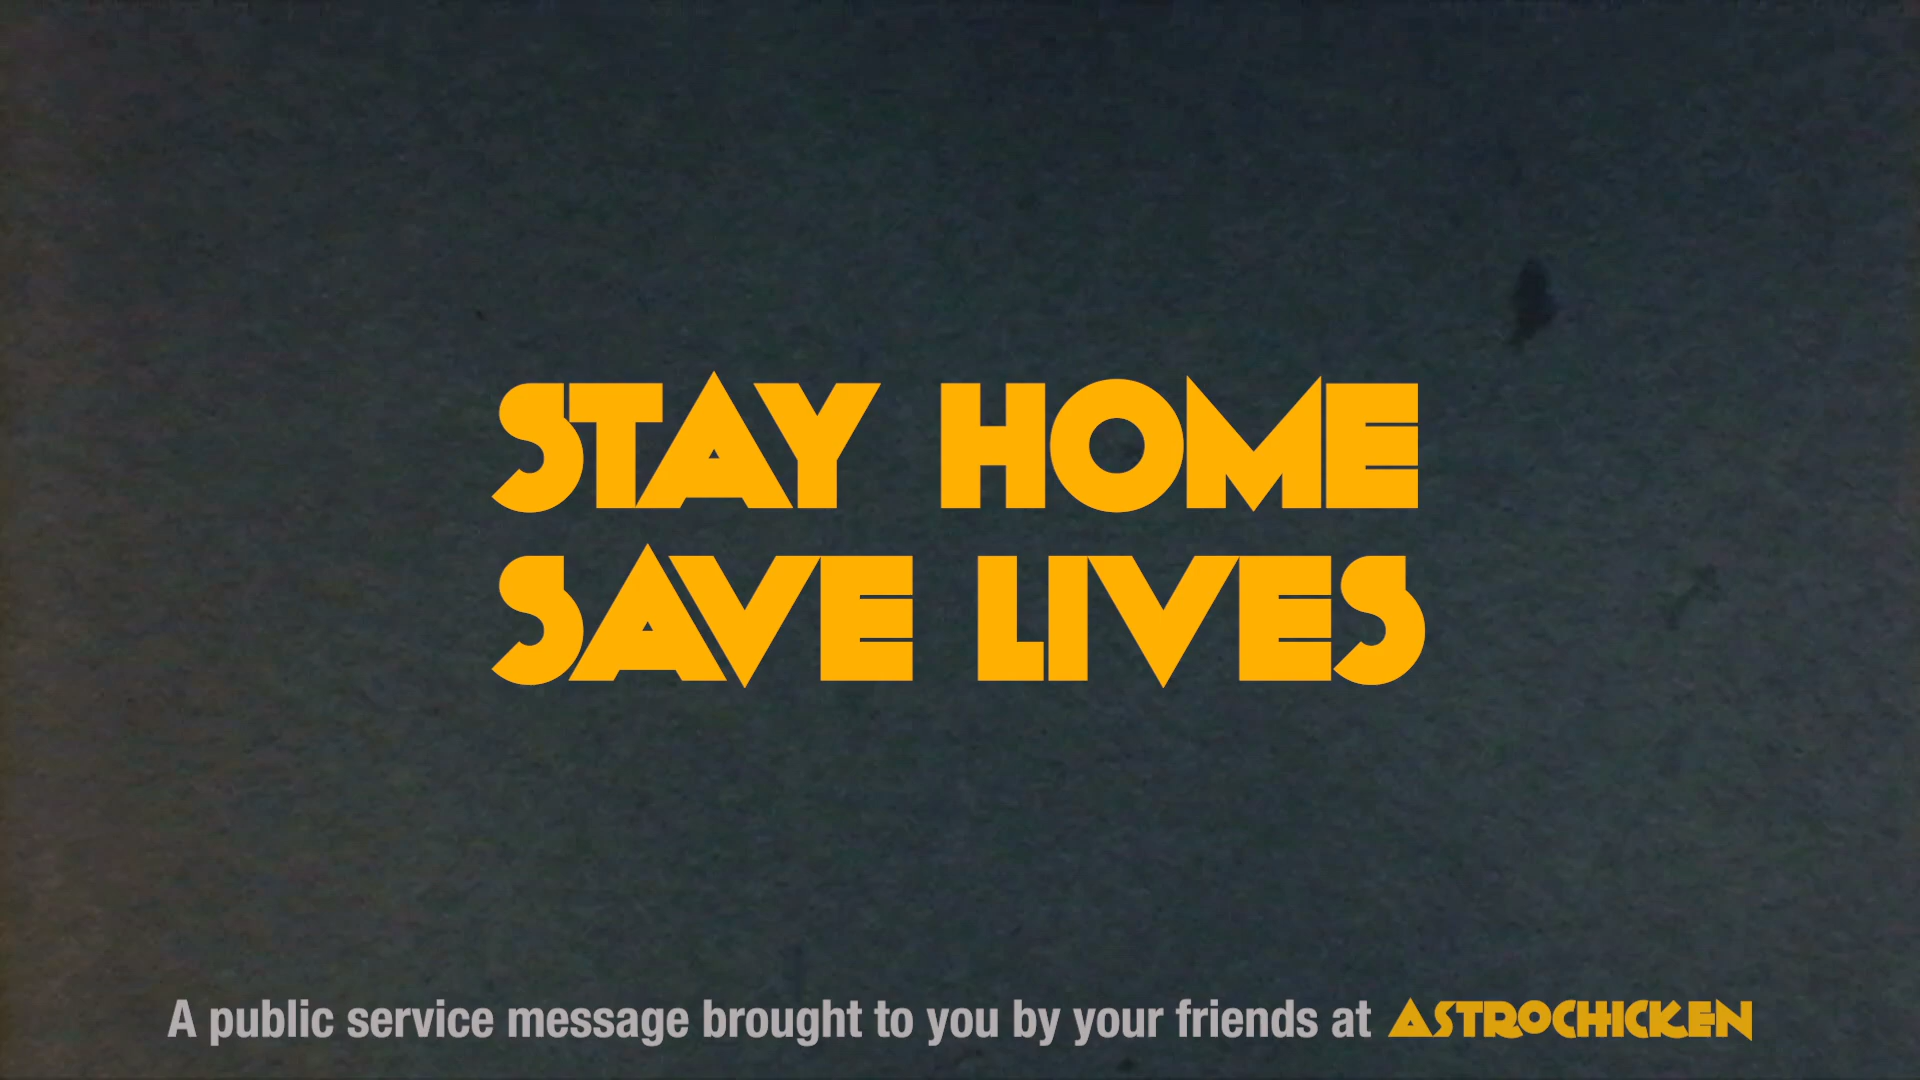 STAY HOME
SAVE LIVES
A public service message brought to you by your friends at ASTROCHICKEN